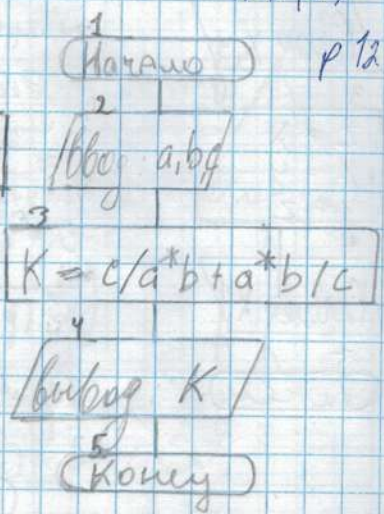 1
Начало
р 12
2
ввод a,b,c
3
K = c/a*b+a*b/c
4
вывод K
5
Конец